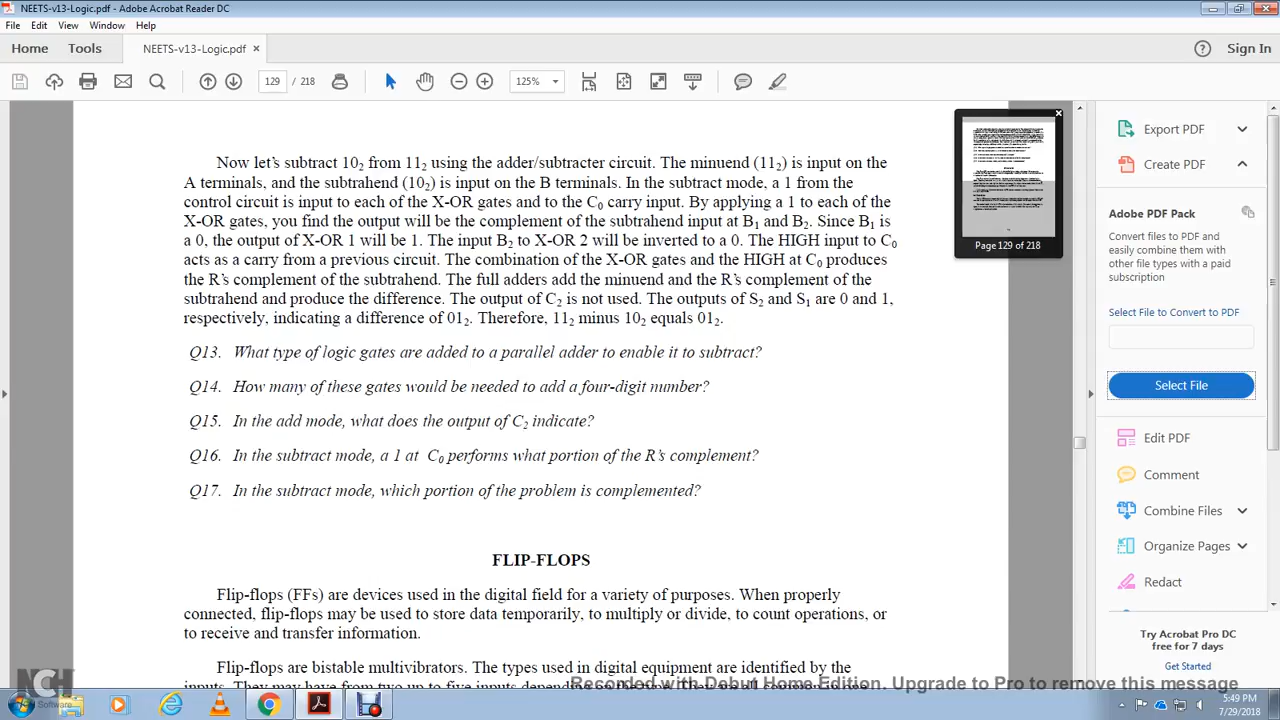 NEETS-v13-Logic.pdf - Adobe Acrobat Reader DC
File Edit View Window Help
Home Tools NEETS-v13-Logic.pdf × Sign In
129 / 218 125%
Now let's subtract 10₂ from 11₂ using the adder/subtracter circuit. The minuend (11₂) is input on the
A terminals, and the subtrahend (10₂) is input on the B terminals. In the subtract mode, a 1 from the
control circuit is input to each of the X-OR gates and to the C₀ carry input. By applying a 1 to each of the
X-OR gates, you find the output will be the complement of the subtrahend input at B₁ and B₂. Since B₁ is
a 0, the output of X-OR 1 will be 1. The input B₂ to X-OR 2 will be inverted to a 0. The HIGH input to C₀
acts as a carry from a previous circuit. The combination of the X-OR gates and the HIGH at C₀ produces
the R's complement of the subtrahend. The full adders add the minuend and the R's complement of the
subtrahend and produce the difference. The output of C₂ is not used. The outputs of S₂ and S₁ are 0 and 1,
respectively, indicating a difference of 01₂. Therefore, 11₂ minus 10₂ equals 01₂.
Q13. What type of logic gates are added to a parallel adder to enable it to subtract?
Q14. How many of these gates would be needed to add a four-digit number?
Q15. In the add mode, what does the output of C₂ indicate?
Q16. In the subtract mode, a 1 at C₀ performs what portion of the R's complement?
Q17. In the subtract mode, which portion of the problem is complemented?
FLIP-FLOPS
Flip-flops (FFs) are devices used in the digital field for a variety of purposes. When properly
connected, flip-flops may be used to store data temporarily, to multiply or divide, to count operations, or
to receive and transfer information.
Flip-flops are bistable multivibrators. The types used in digital equipment are identified by the
inputs. They may have from two up to five inputs depending
Page 129 of 218
Export PDF
Create PDF
Adobe PDF Pack
Convert files to PDF and
easily combine them with
other file types with a paid
subscription
Select File to Convert to PDF
Select File
Edit PDF
Comment
Combine Files
Organize Pages
Redact
Try Acrobat Pro DC
free for 7 days
Get Started
Recorded with Debut Home Edition. Upgrade to Pro to remove this message
NCH
Software
5:49 PM
7/29/2018